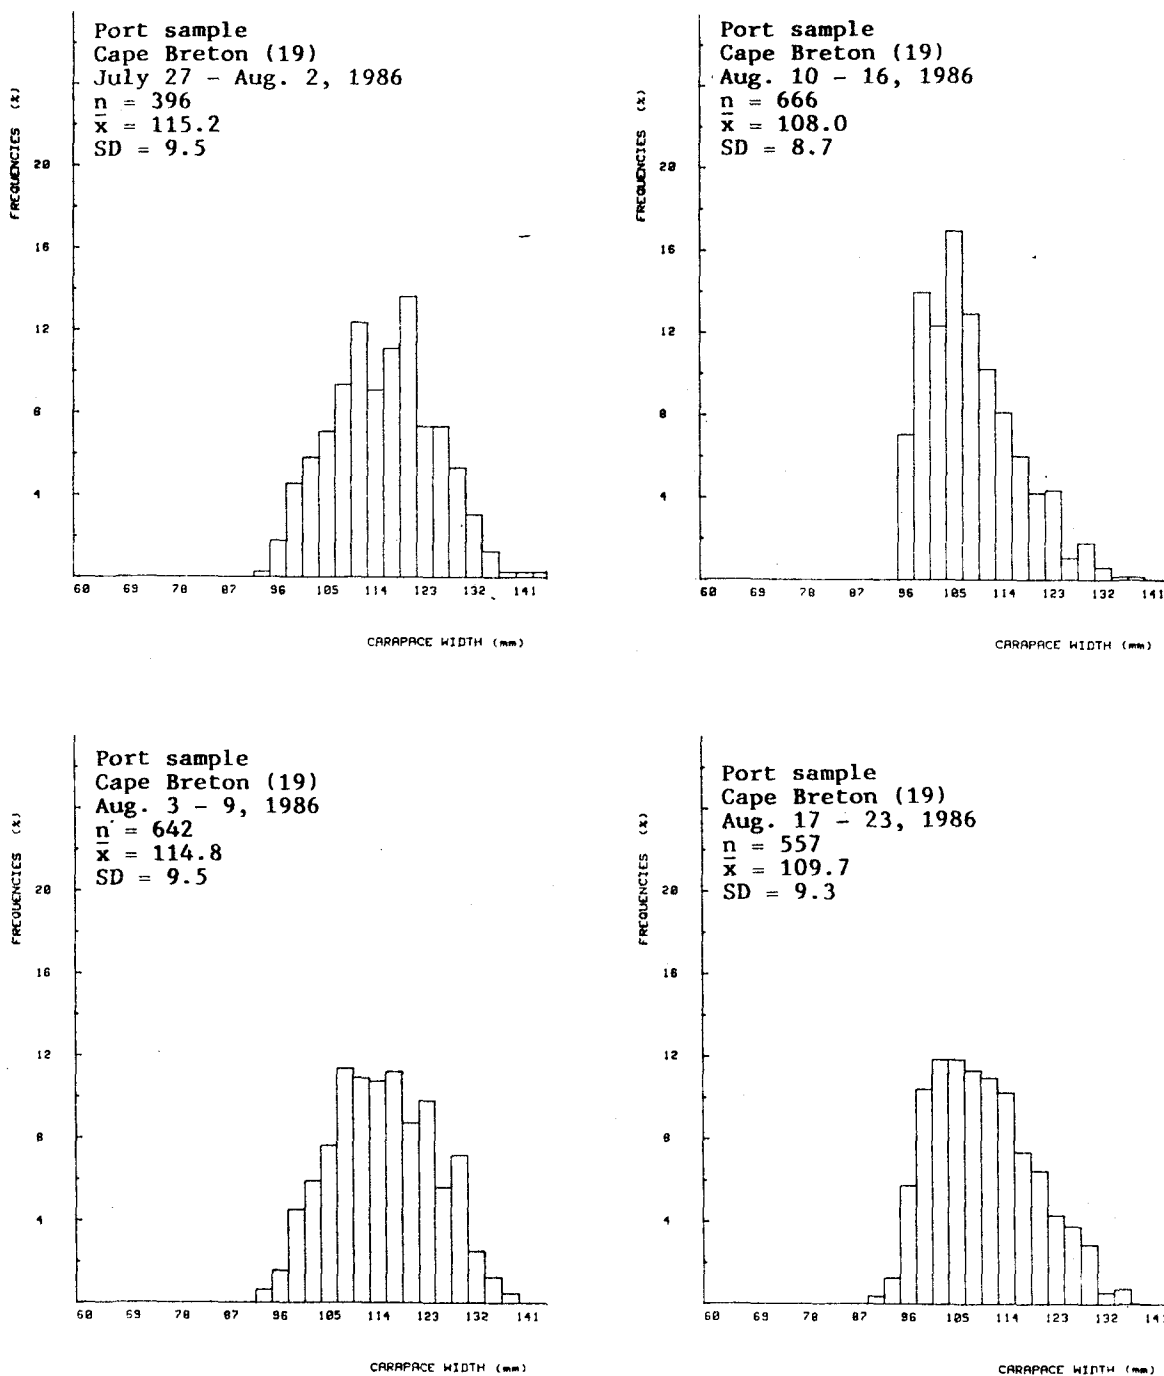 Port sample
Cape Breton (19)
July 27 - Aug. 2, 1986
n = 396
x̄ = 115.2
SD = 9.5
FREQUENCIES (%)
20
16
12
8
4
60 69 78 87 96 105 114 123 132 141
CARAPACE WIDTH (mm)
Port sample
Cape Breton (19)
Aug. 10 - 16, 1986
n = 666
x̄ = 108.0
SD = 8.7
FREQUENCIES (%)
20
16
12
8
4
60 69 78 87 96 105 114 123 132 141
CARAPACE WIDTH (mm)
Port sample
Cape Breton (19)
Aug. 3 - 9, 1986
n = 642
x̄ = 114.8
SD = 9.5
FREQUENCIES (%)
20
16
12
8
4
60 69 78 87 96 105 114 123 132 141
CARAPACE WIDTH (mm)
Port sample
Cape Breton (19)
Aug. 17 - 23, 1986
n = 557
x̄ = 109.7
SD = 9.3
FREQUENCIES (%)
20
16
12
8
4
60 69 78 87 96 105 114 123 132 141
CARAPACE WIDTH (mm)